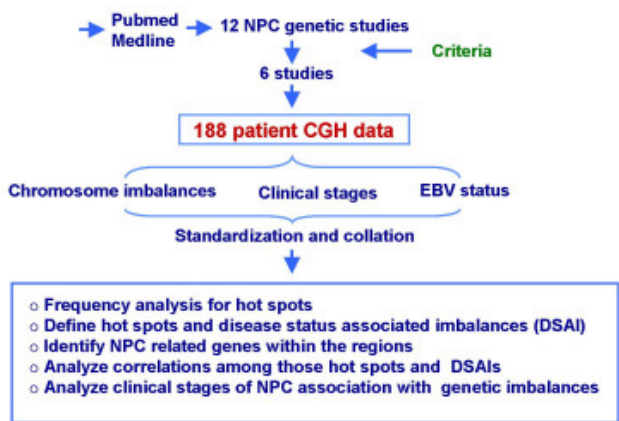 Pubmed
Medline
12 NPC genetic studies
Criteria
6 studies
188 patient CGH data
Chromosome imbalances
Clinical stages
EBV status
Standardization and collation
o Frequency analysis for hot spots
o Define hot spots and disease status associated imbalances (DSAI)
o Identify NPC related genes within the regions
o Analyze correlations among those hot spots and DSAIs
o Analyze clinical stages of NPC association with genetic imbalances